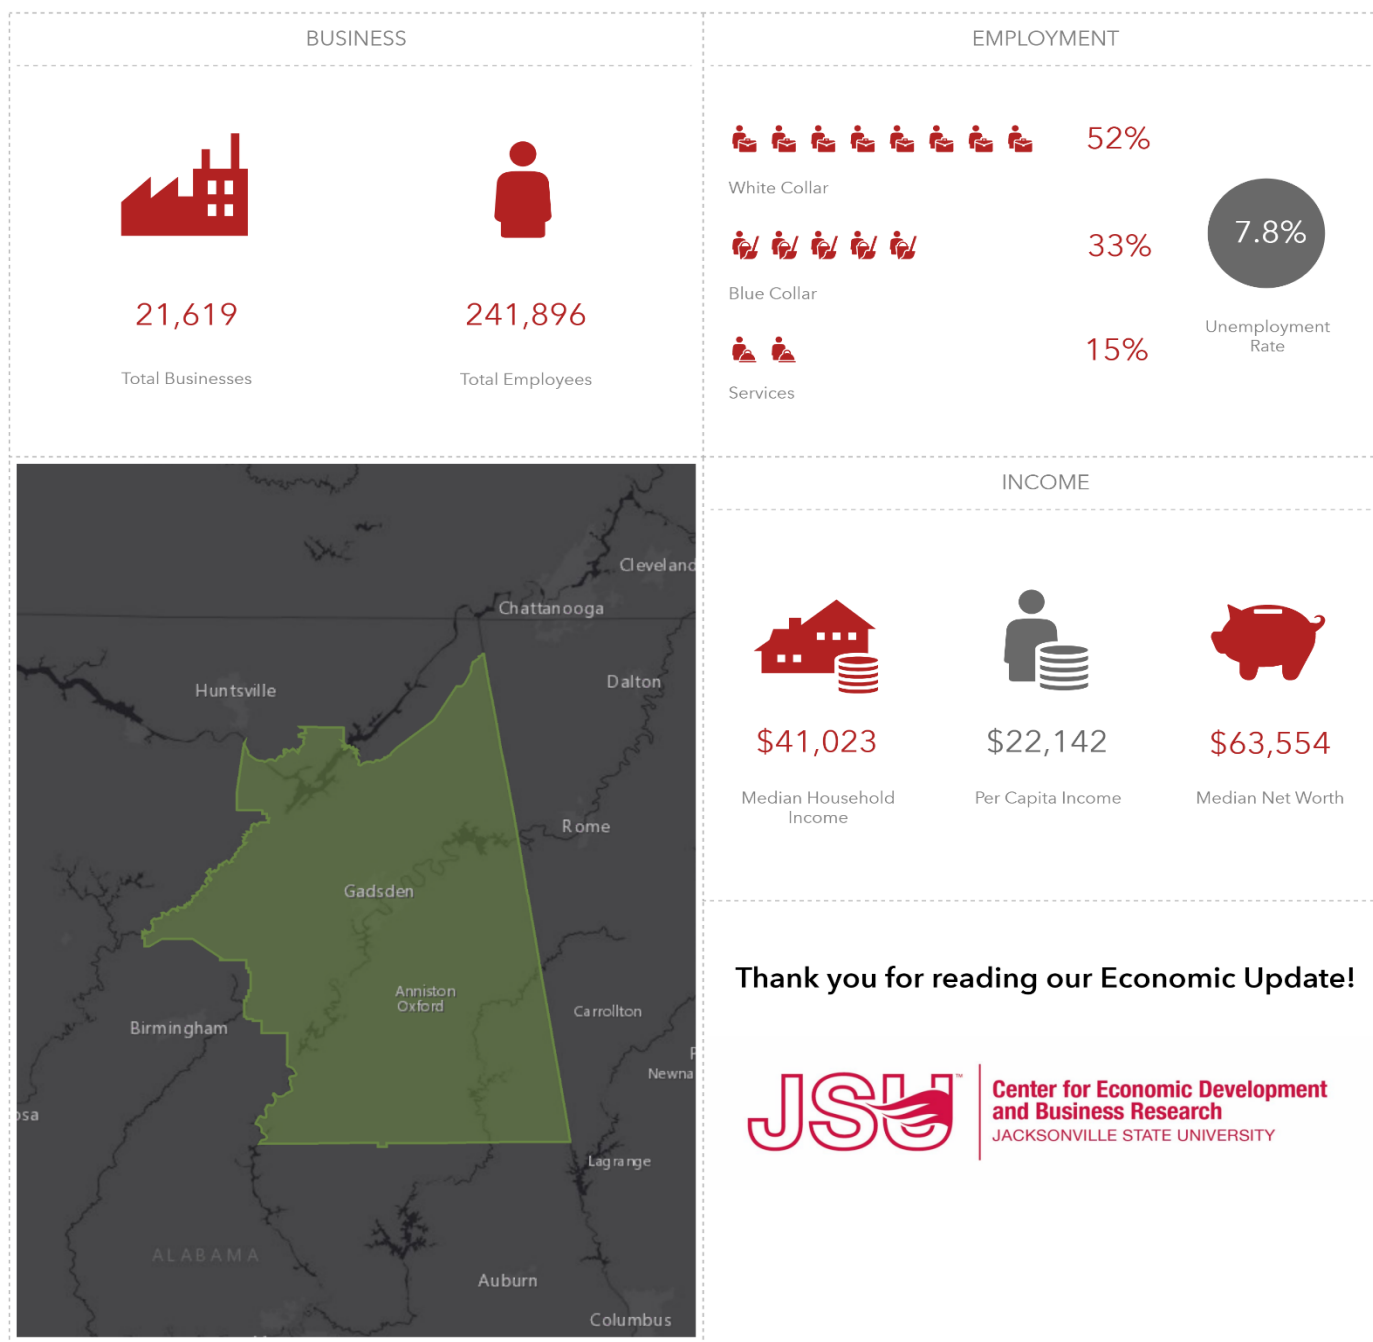 BUSINESS
21,619
Total Businesses
241,896
Total Employees
EMPLOYMENT
52%
White Collar
33%
Blue Collar
15%
Services
7.8%
Unemployment
Rate
Cleveland
Chattanooga
Huntsville
Dalton
Rome
Gadsden
Anniston
Oxford
Carrollton
Birmingham
Newna
osa
Lagrange
ALABAMA
Auburn
Columbus
INCOME
$41,023
Median Household
Income
$22,142
Per Capita Income
$63,554
Median Net Worth
Thank you for reading our Economic Update!
JSU™
Center for Economic Development
and Business Research
JACKSONVILLE STATE UNIVERSITY